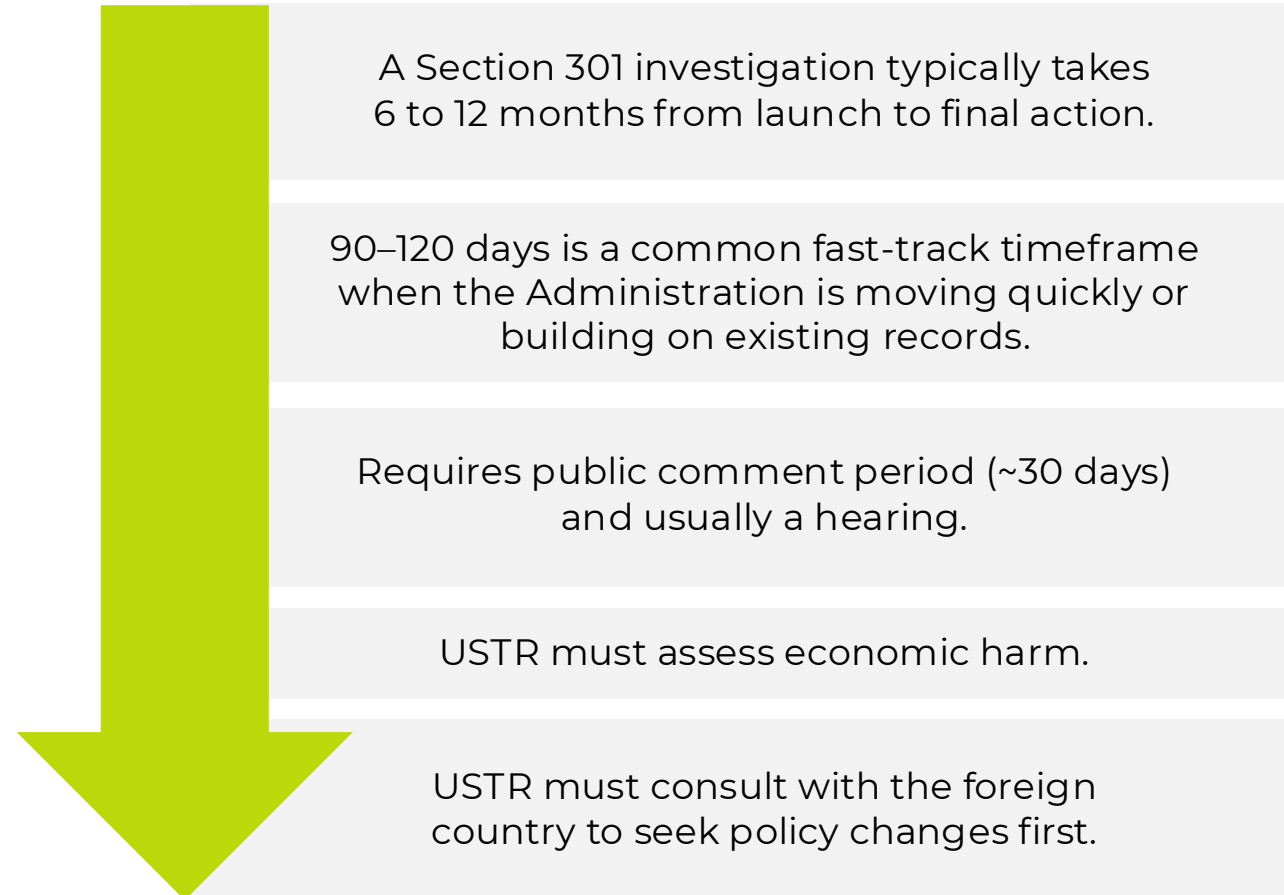 A Section 301 investigation typically takes
6 to 12 months from launch to final action.
90–120 days is a common fast-track timeframe
when the Administration is moving quickly or
building on existing records.
Requires public comment period (~30 days)
and usually a hearing.
USTR must assess economic harm.
USTR must consult with the foreign
country to seek policy changes first.